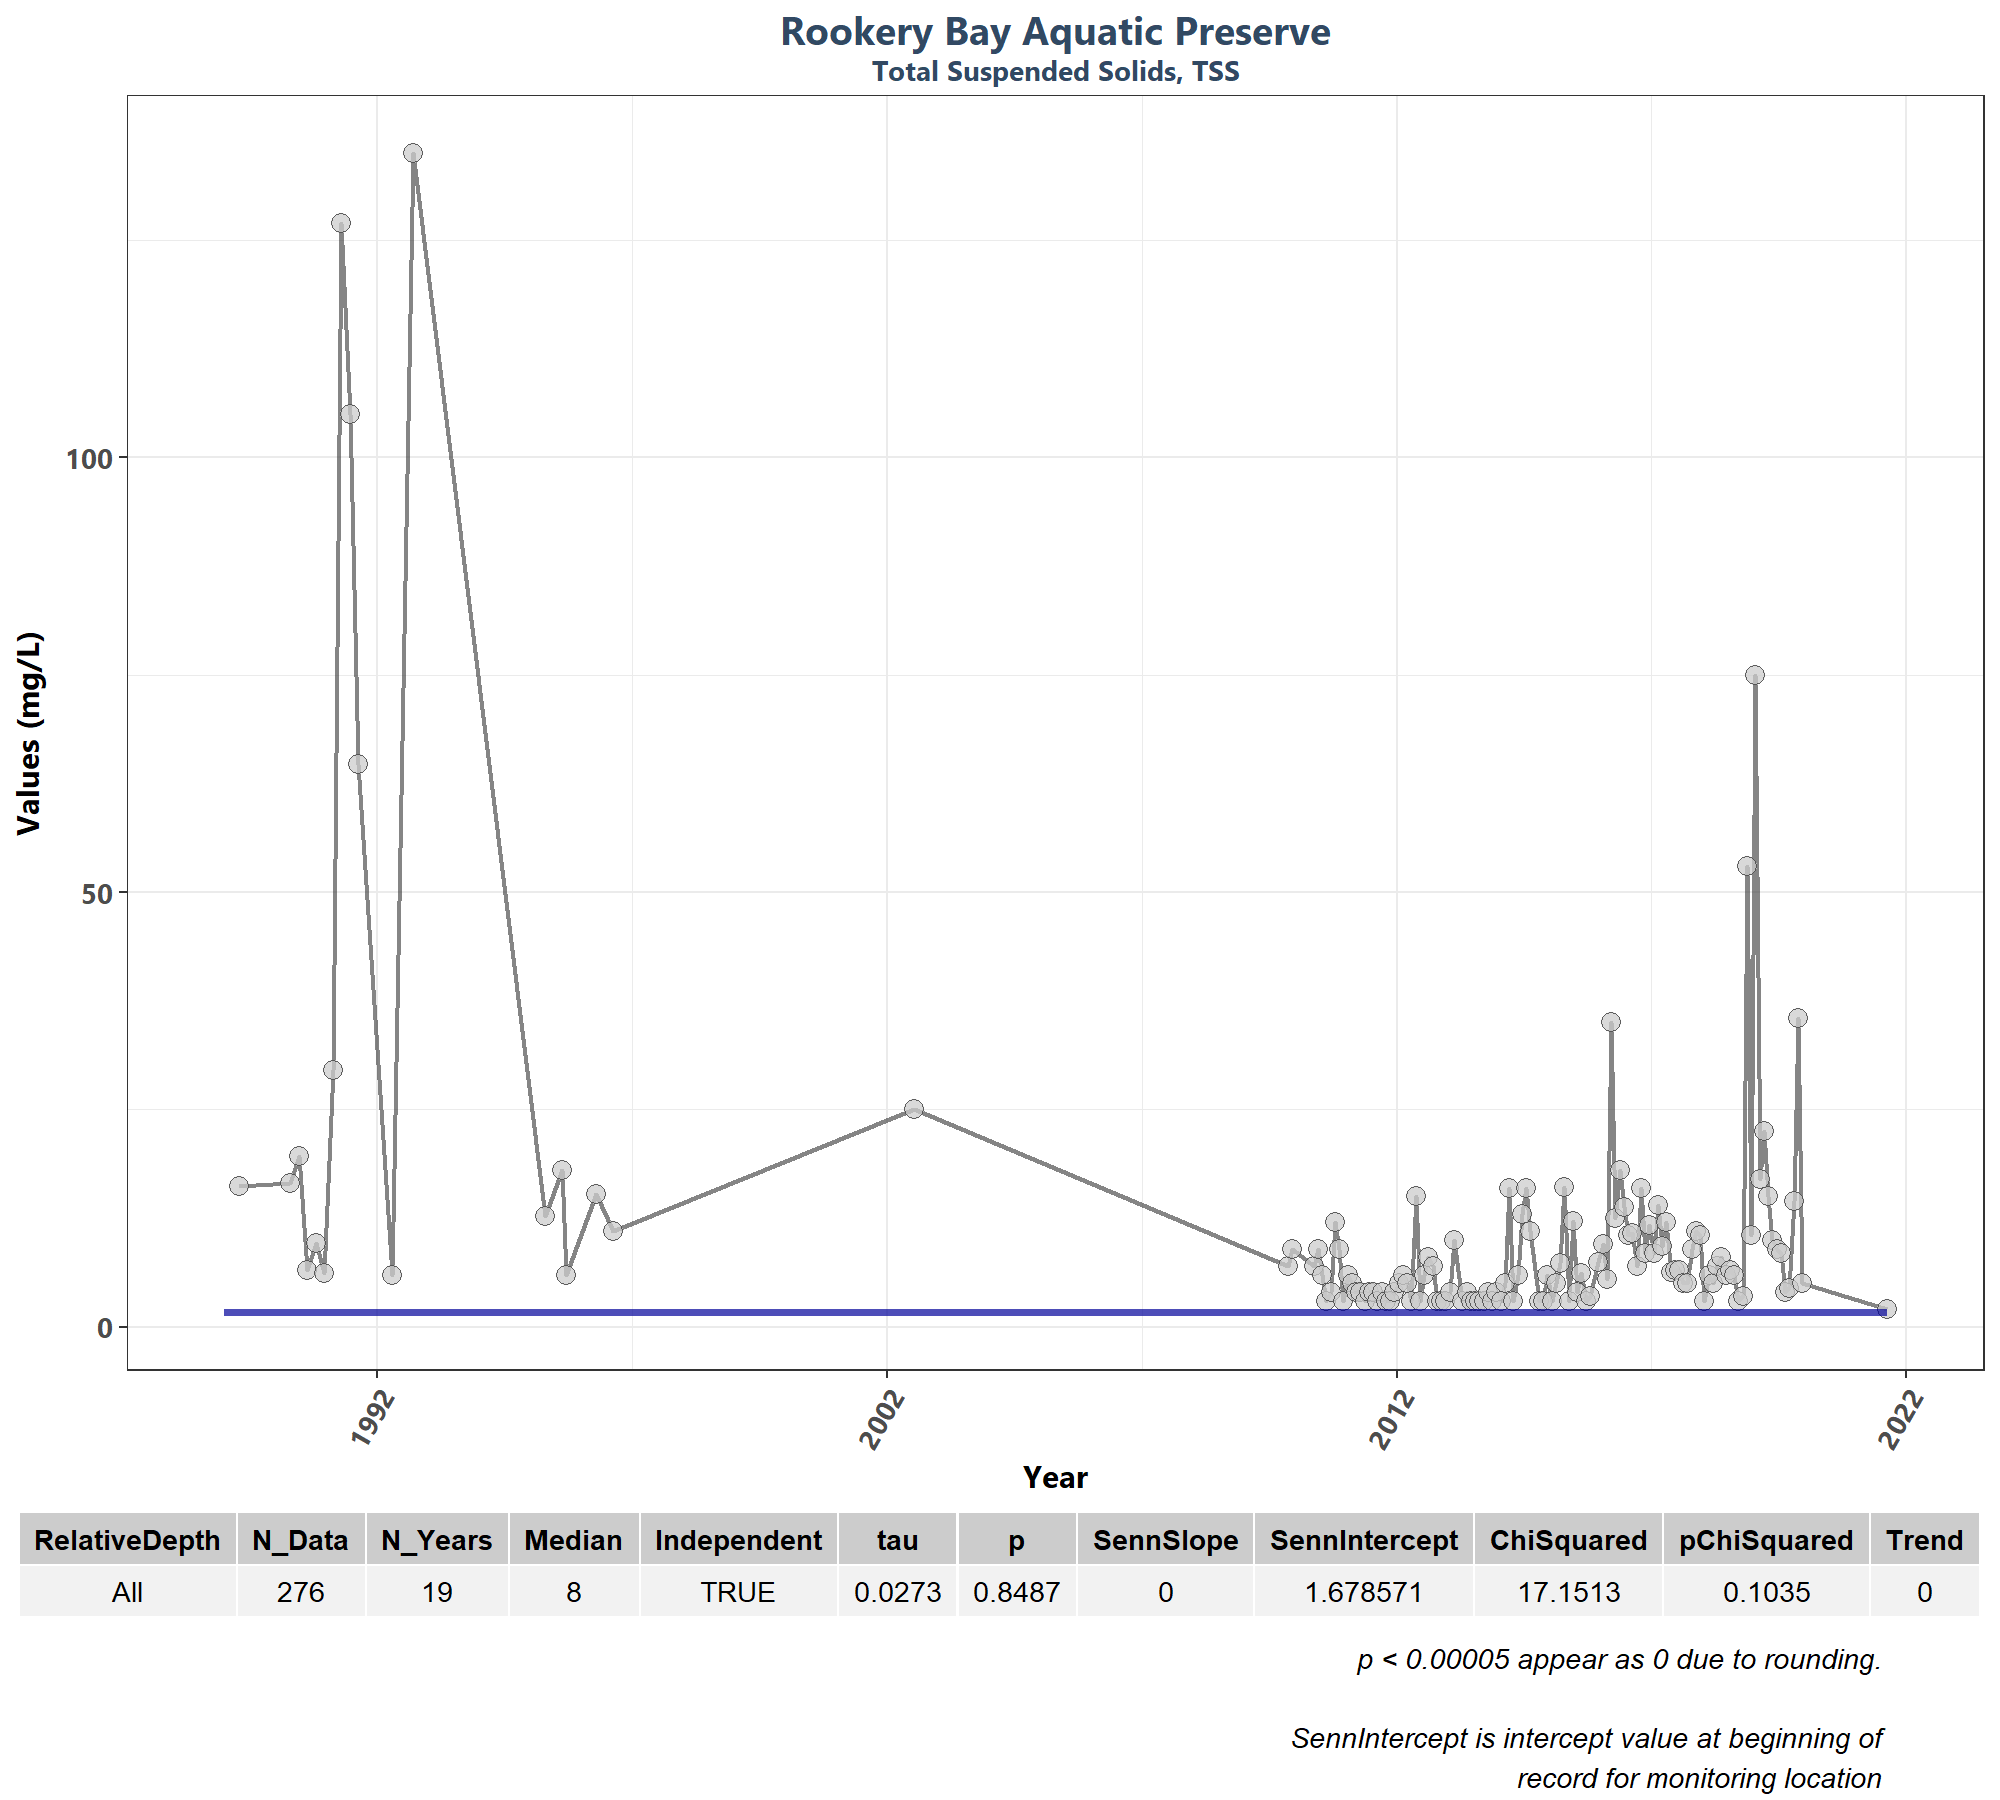 Rookery Bay Aquatic Preserve
Total Suspended Solids, TSS
Values (mg/L)
100
50
0
1992
2002
2012
2022
Year
RelativeDepth N_Data N_Years Median Independent tau p SennSlope SennIntercept ChiSquared pChiSquared Trend
All 276 19 8 TRUE 0.0273 0.8487 0 1.678571 17.1513 0.1035 0
p < 0.00005 appear as 0 due to rounding.
SennIntercept is intercept value at beginning of
record for monitoring location